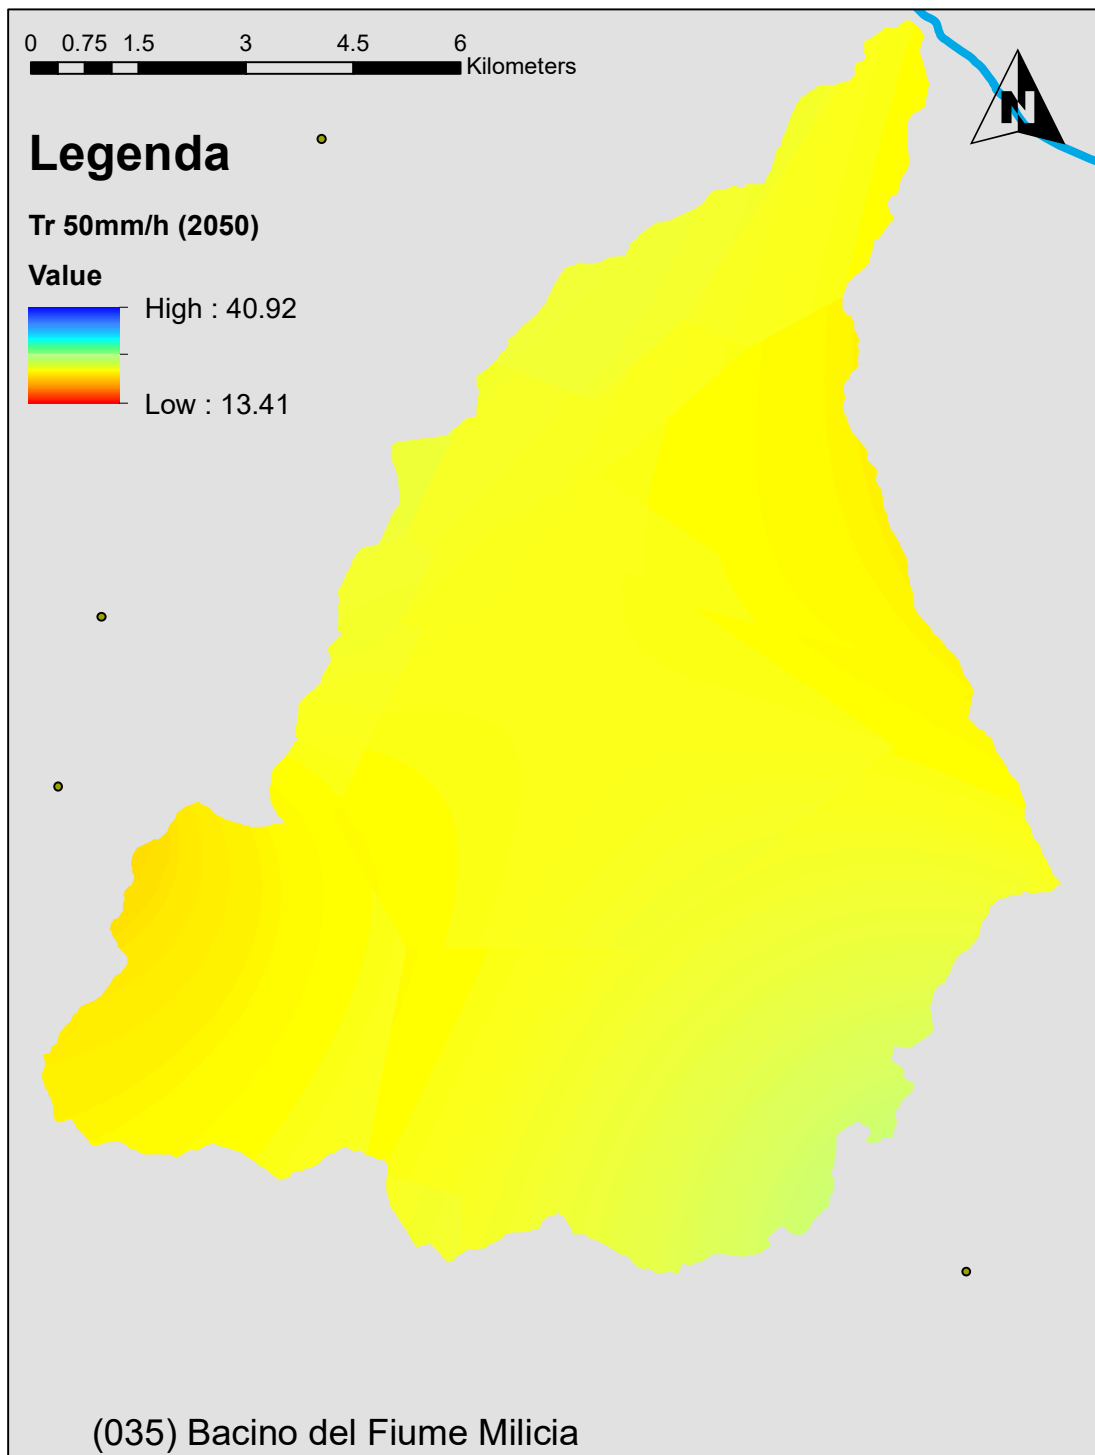 0 0.75 1.5 3 4.5 6
Kilometers
N
Legenda
Tr 50mm/h (2050)
Value
High : 40.92
Low : 13.41
(035) Bacino del Fiume Milicia